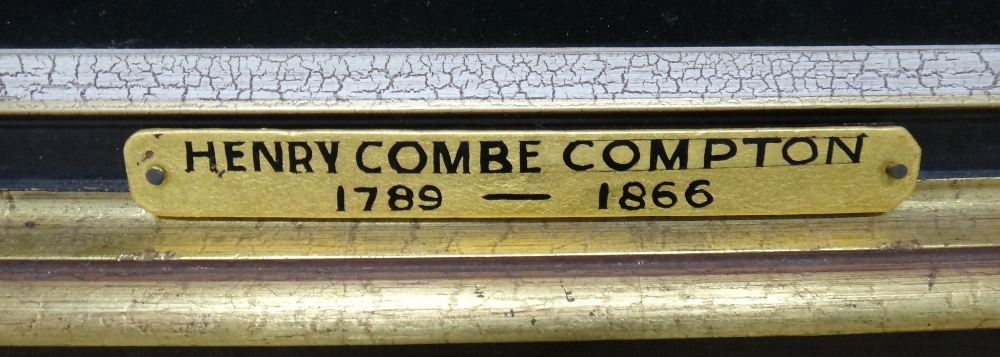 HENRY COMBE COMPTON
1789 — 1866